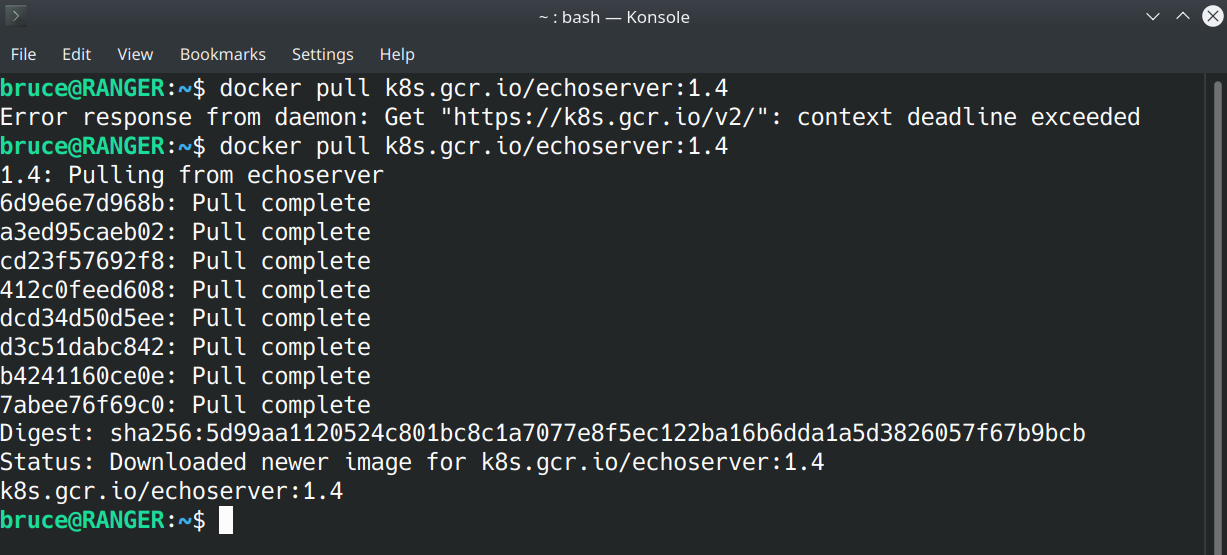 ~ : bash — Konsole
File Edit View Bookmarks Settings Help
bruce@RANGER:~$ docker pull k8s.gcr.io/echoserver:1.4
Error response from daemon: Get "https://k8s.gcr.io/v2/": context deadline exceeded
bruce@RANGER:~$ docker pull k8s.gcr.io/echoserver:1.4
1.4: Pulling from echoserver
6d9e6e7d968b: Pull complete
a3ed95caeb02: Pull complete
cd23f57692f8: Pull complete
412c0feed608: Pull complete
dcd34d50d5ee: Pull complete
d3c51dabc842: Pull complete
b4241160ce0e: Pull complete
7abee76f69c0: Pull complete
Digest: sha256:5d99aa1120524c801bc8c1a7077e8f5ec122ba16b6dda1a5d3826057f67b9bcb
Status: Downloaded newer image for k8s.gcr.io/echoserver:1.4
k8s.gcr.io/echoserver:1.4
bruce@RANGER:~$